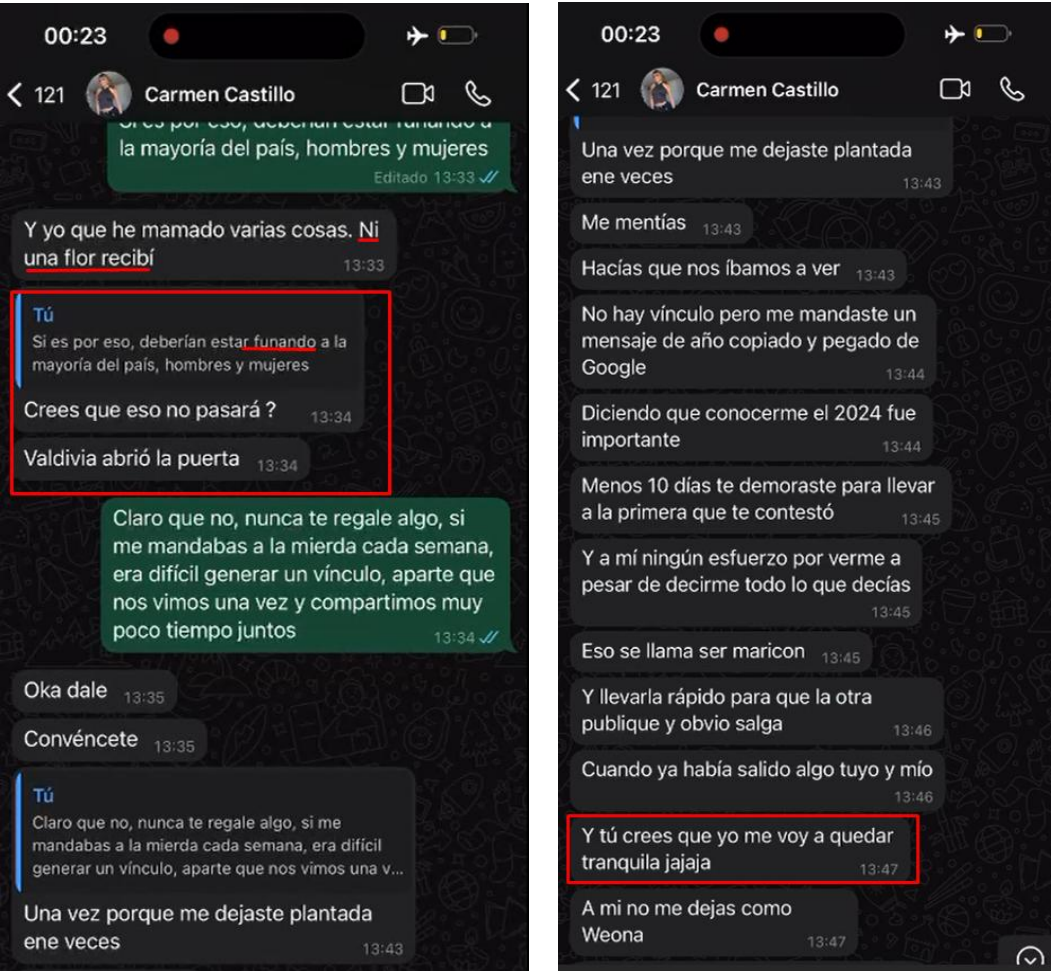 00:23
121
Carmen Castillo
Si es por eso, deberían estar funando a
la mayoría del país, hombres y mujeres
Editado 13:33
Y yo que he mamado varias cosas. Ni
una flor recibí
13:33
Tú
Si es por eso, deberían estar funando a la
mayoría del país, hombres y mujeres
Crees que eso no pasará ?
13:34
Valdivia abrió la puerta
13:34
Claro que no, nunca te regale algo, si
me mandabas a la mierda cada semana,
era difícil generar un vínculo, aparte que
nos vimos una vez y compartimos muy
poco tiempo juntos
13:34
Oka dale
13:35
Convéncete
13:35
Tú
Claro que no, nunca te regale algo, si me
mandabas a la mierda cada semana, era difícil
generar un vínculo, aparte que nos vimos una v...
Una vez porque me dejaste plantada
ene veces
13:43
00:23
121
Carmen Castillo
Una vez porque me dejaste plantada
ene veces
13:43
Me mentías
13:43
Hacías que nos íbamos a ver
13:43
No hay vínculo pero me mandaste un
mensaje de año copiado y pegado de
Google
13:44
Diciendo que conocerme el 2024 fue
importante
13:44
Menos 10 días te demoraste para llevar
a la primera que te contestó
13:45
Y a mí ningún esfuerzo por verme a
pesar de decirme todo lo que decías
13:45
Eso se llama ser maricon
13:45
Y llevarla rápido para que la otra
publique y obvio salga
13:46
Cuando ya había salido algo tuyo y mío
13:46
Y tú crees que yo me voy a quedar
tranquila jajaja
13:47
A mi no me dejas como
Weona
13:47